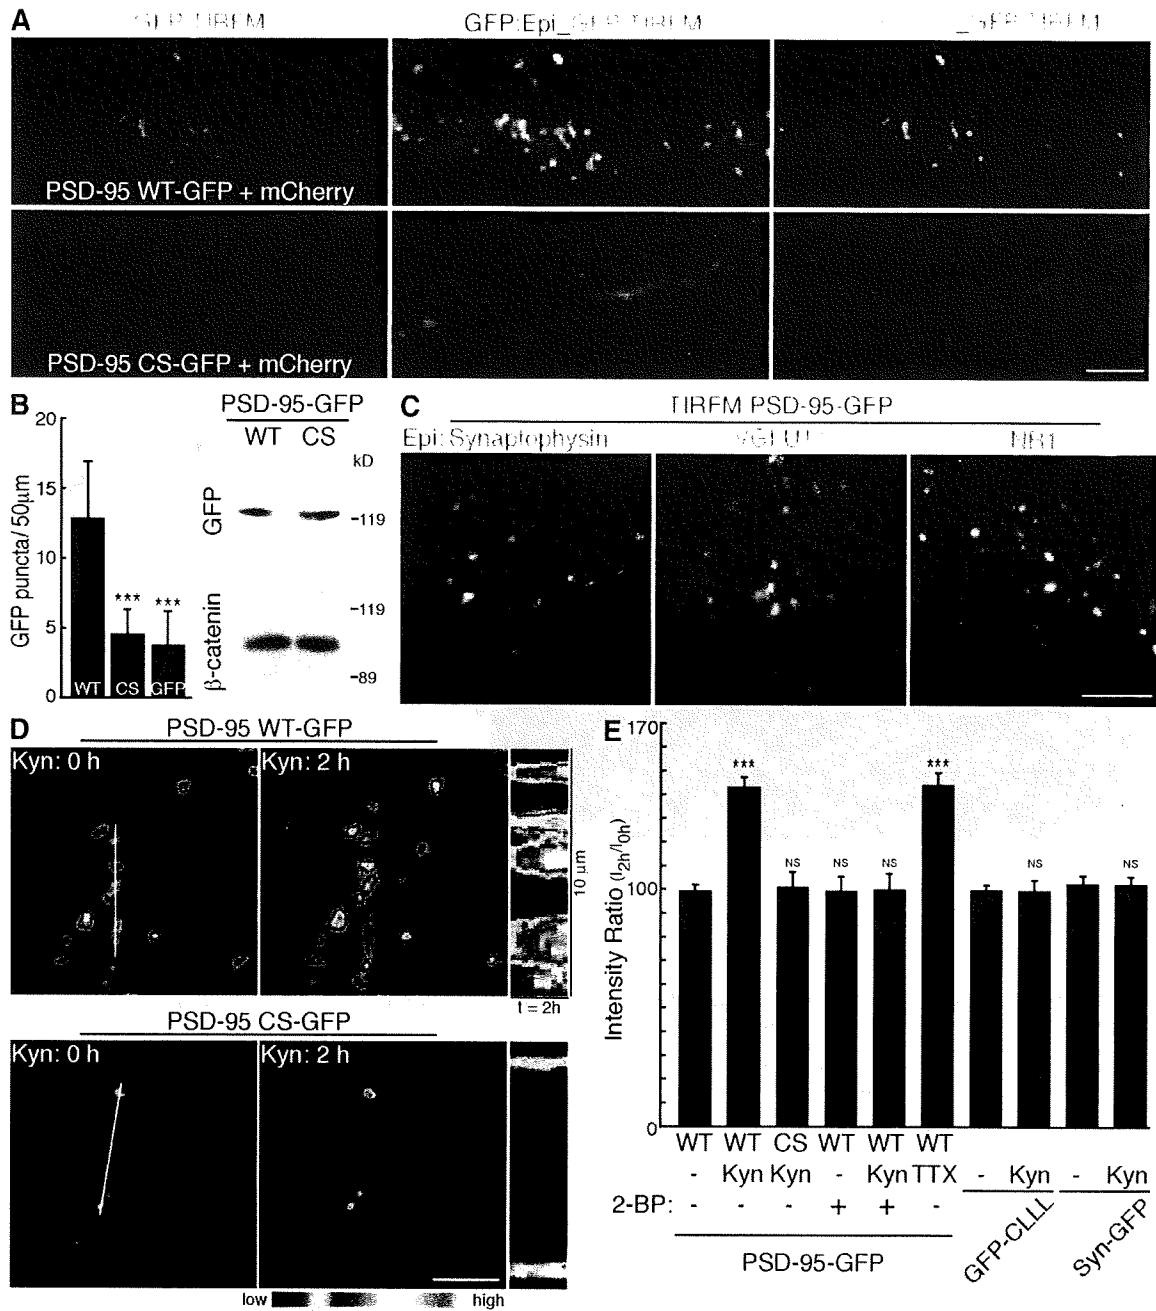 A
GFP:Epi_GFP:TIRFM
PSD-95 WT-GFP + mCherry
PSD-95 CS-GFP + mCherry
B
20
15
10
5
0
GFP puncta/ 50µm
*** ***
WT CS GFP
PSD-95-GFP
WT CS
kD
GFP
-119
β-catenin
-119
-89
C
TIRFM PSD-95-GFP
Epi: Synaptophysin VGLUT NR1
D
PSD-95 WT-GFP
Kyn: 0 h Kyn: 2 h
10 µm
t = 2h
PSD-95 CS-GFP
Kyn: 0 h Kyn: 2 h
low high
E
170
100
0
Intensity Ratio (I2h/I0h)
*** NS NS NS *** NS NS
WT WT CS WT WT WT
- Kyn Kyn - Kyn TTX - Kyn - Kyn
2-BP: - - - + + -
PSD-95-GFP
GFP-CLLL
Syn-GFP